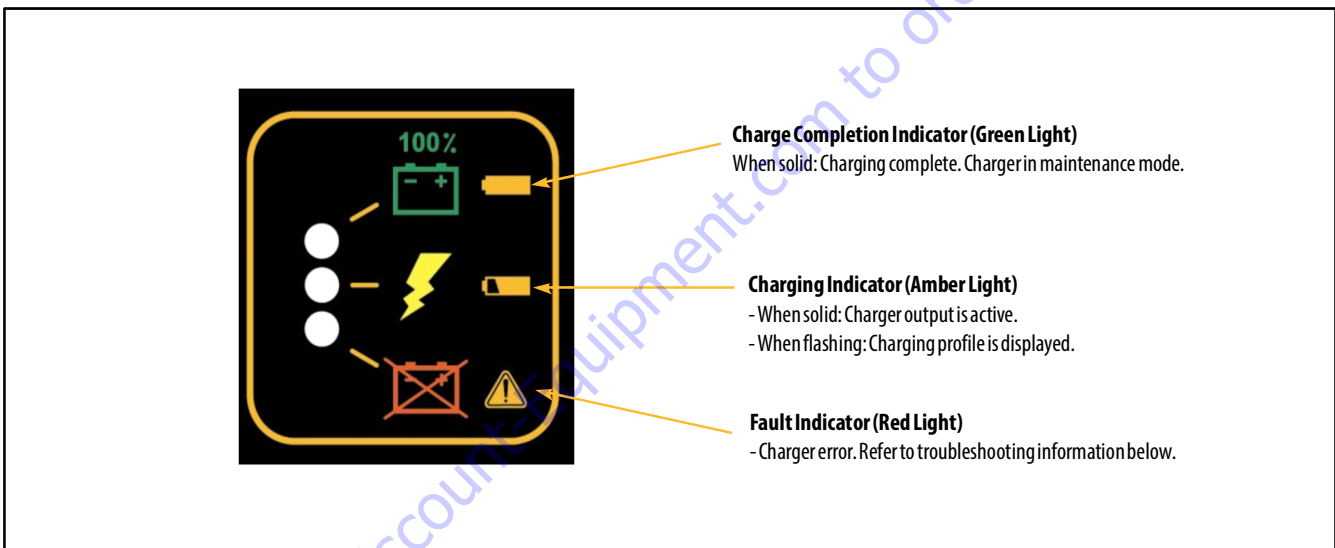 100%
Charge Completion Indicator (Green Light)
When solid: Charging complete. Charger in maintenance mode.
Charging Indicator (Amber Light)
- When solid: Charger output is active.
- When flashing: Charging profile is displayed.
Fault Indicator (Red Light)
- Charger error. Refer to troubleshooting information below.